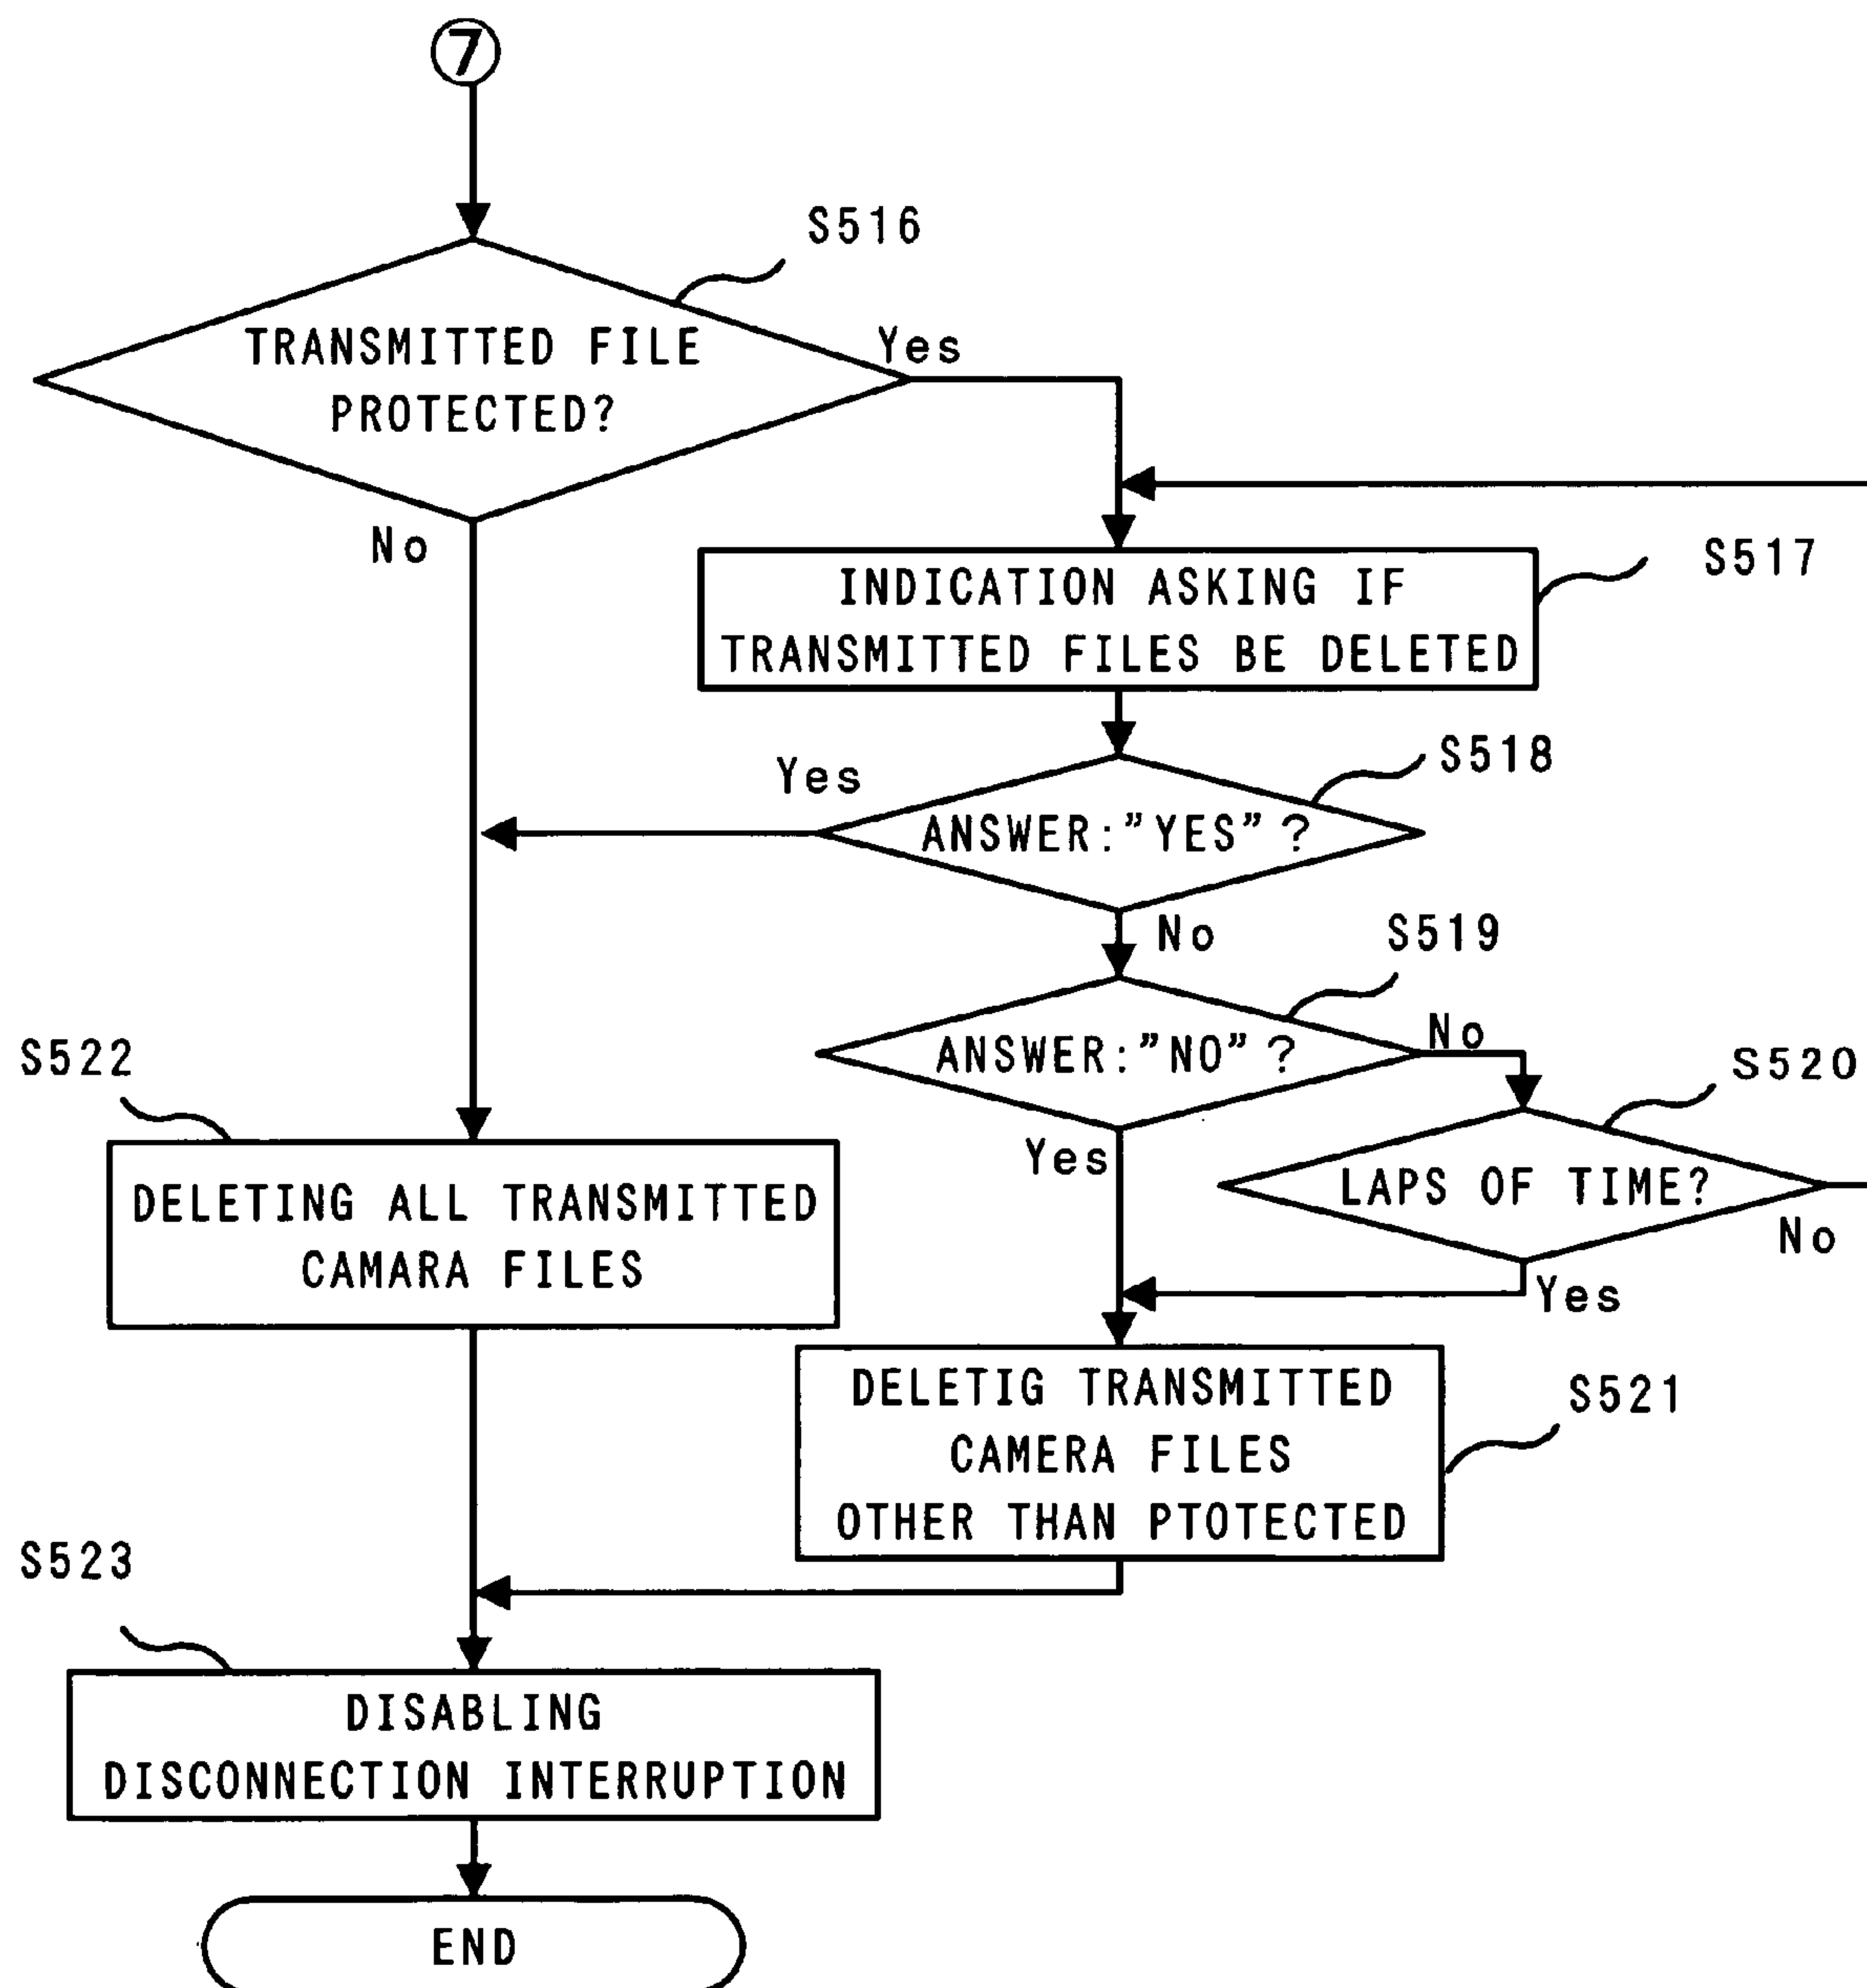 7
S516
TRANSMITTED FILE
PROTECTED?
Yes
No
S517
INDICATION ASKING IF
TRANSMITTED FILES BE DELETED
S518
Yes
ANSWER:"YES"?
No
S519
ANSWER:"NO"?
No
S520
Yes
LAPS OF TIME?
No
Yes
S522
DELETING ALL TRANSMITTED
CAMARA FILES
S521
DELETIG TRANSMITTED
CAMERA FILES
OTHER THAN PTOTECTED
S523
DISABLING
DISCONNECTION INTERRUPTION
END